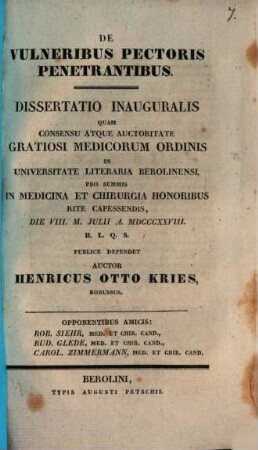 7.
DE
VULNERIBUS PECTORIS
PENETRANTIBUS.
DISSERTATIO INAUGURALIS
QUAM
CONSENSU ATQUE AUCTORITATE
GRATIOSI MEDICORUM ORDINIS
IN
UNIVERSITATE LITERARIA BEROLINENSI,
PRO SUMMIS
IN MEDICINA ET CHIRURGIA HONORIBUS
RITE CAPESSENDIS,
DIE VIII. M. JULII A. MDCCCXXVIII.
H. L. Q. S.
PUBLICE DEFENDET
AUCTOR
HENRICUS OTTO KRIES,
BORUSSUS.
OPPONENTIBUS AMICIS:
ROB. SIEHR, MED. ET CHIR. CAND.,
RUD. GLEDE, MED. ET CHIR. CAND.,
CAROL. ZIMMERMANN, MED. ET CHIR. CAND.
BEROLINI,
TYPIS AUGUSTI PETSCHII.